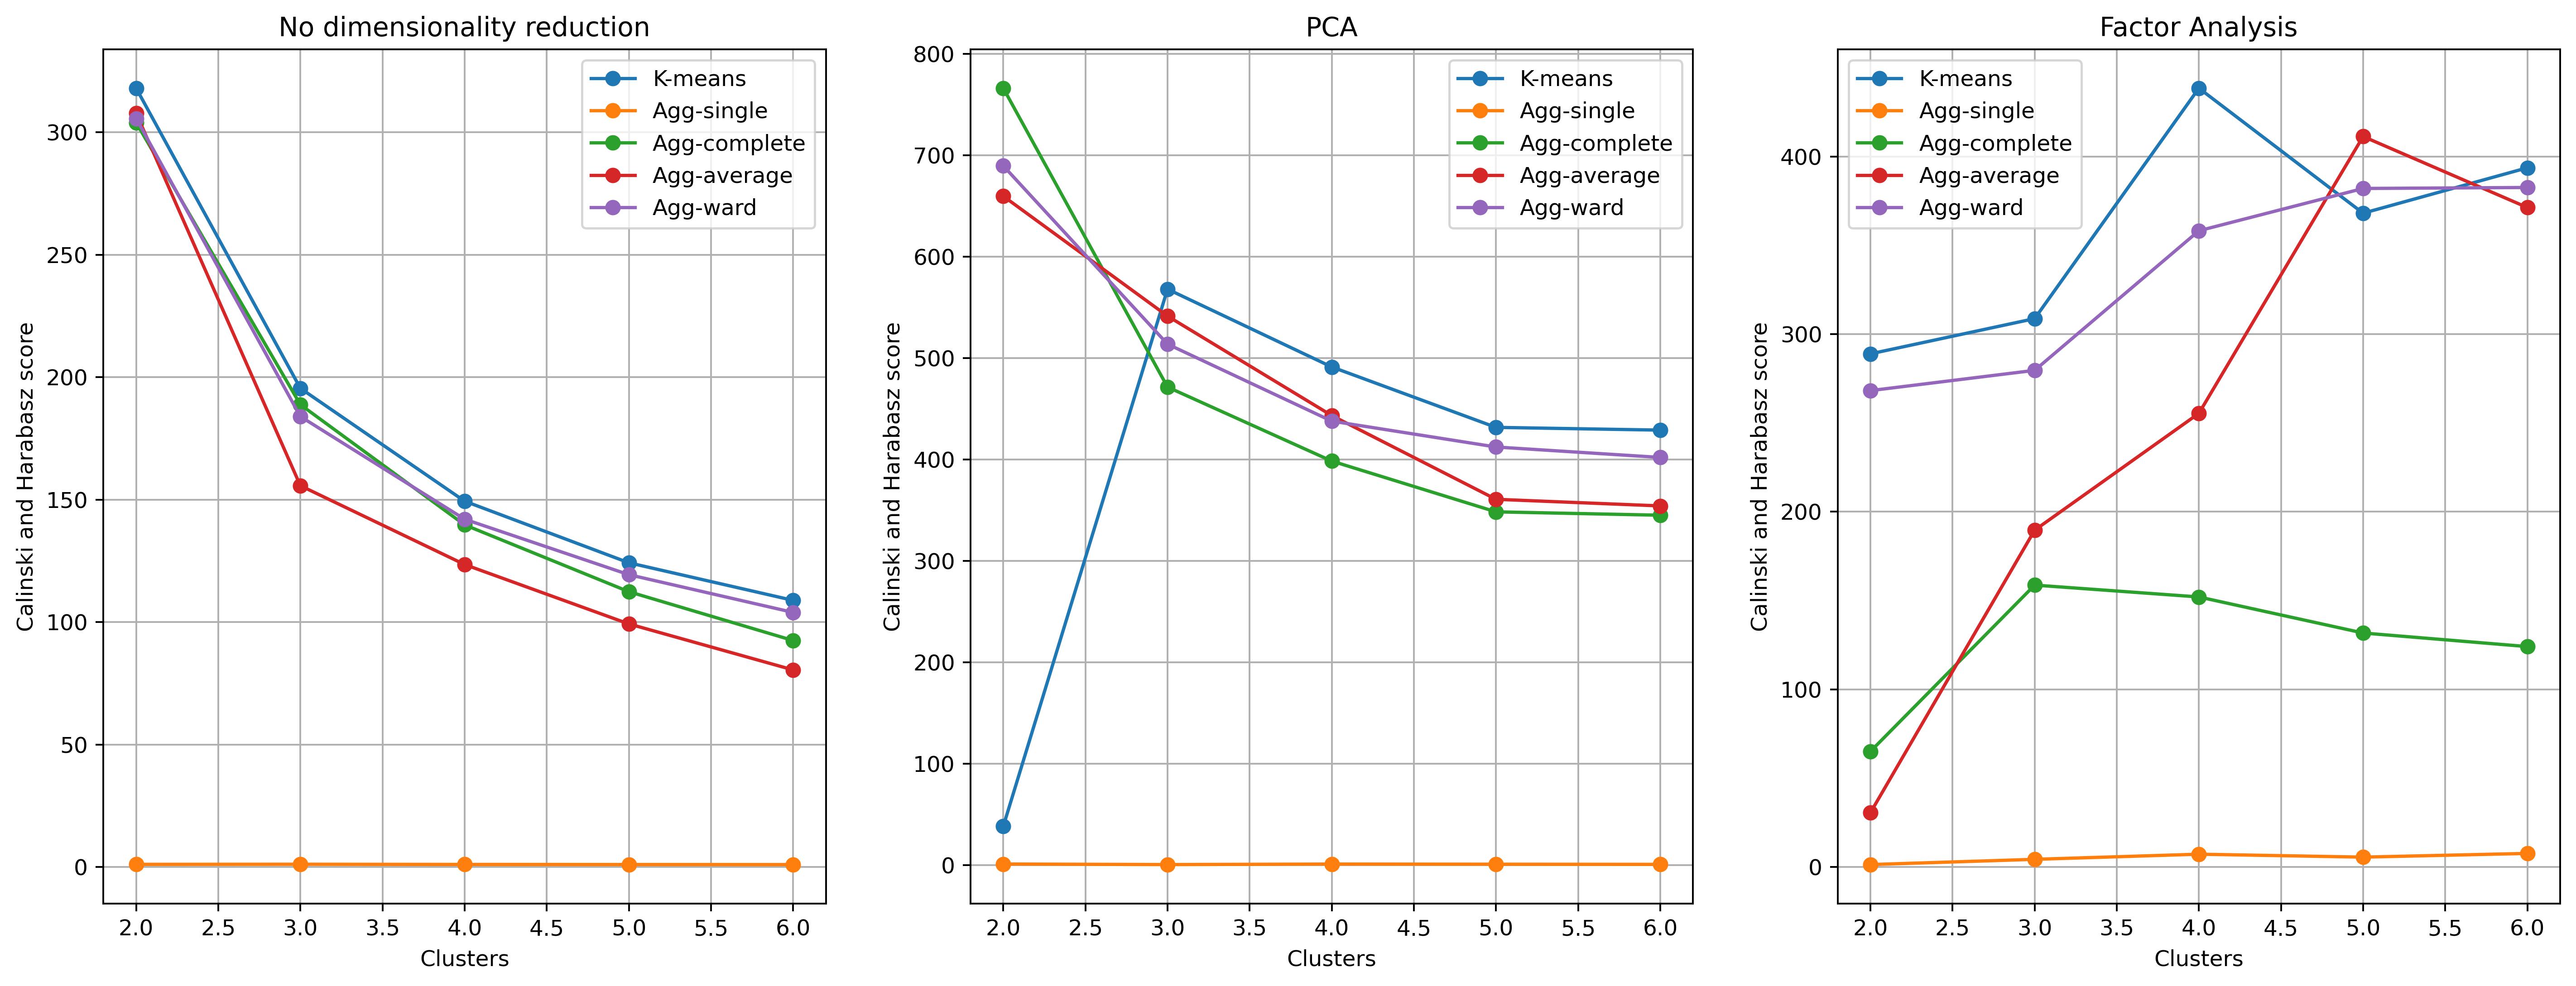 No dimensionality reduction
Calinski and Harabasz score
300
250
200
150
100
50
0
K-means
Agg-single
Agg-complete
Agg-average
Agg-ward
2.0 2.5 3.0 3.5 4.0 4.5 5.0 5.5 6.0
Clusters
PCA
Calinski and Harabasz score
800
700
600
500
400
300
200
100
0
K-means
Agg-single
Agg-complete
Agg-average
Agg-ward
2.0 2.5 3.0 3.5 4.0 4.5 5.0 5.5 6.0
Clusters
Factor Analysis
Calinski and Harabasz score
400
300
200
100
0
K-means
Agg-single
Agg-complete
Agg-average
Agg-ward
2.0 2.5 3.0 3.5 4.0 4.5 5.0 5.5 6.0
Clusters